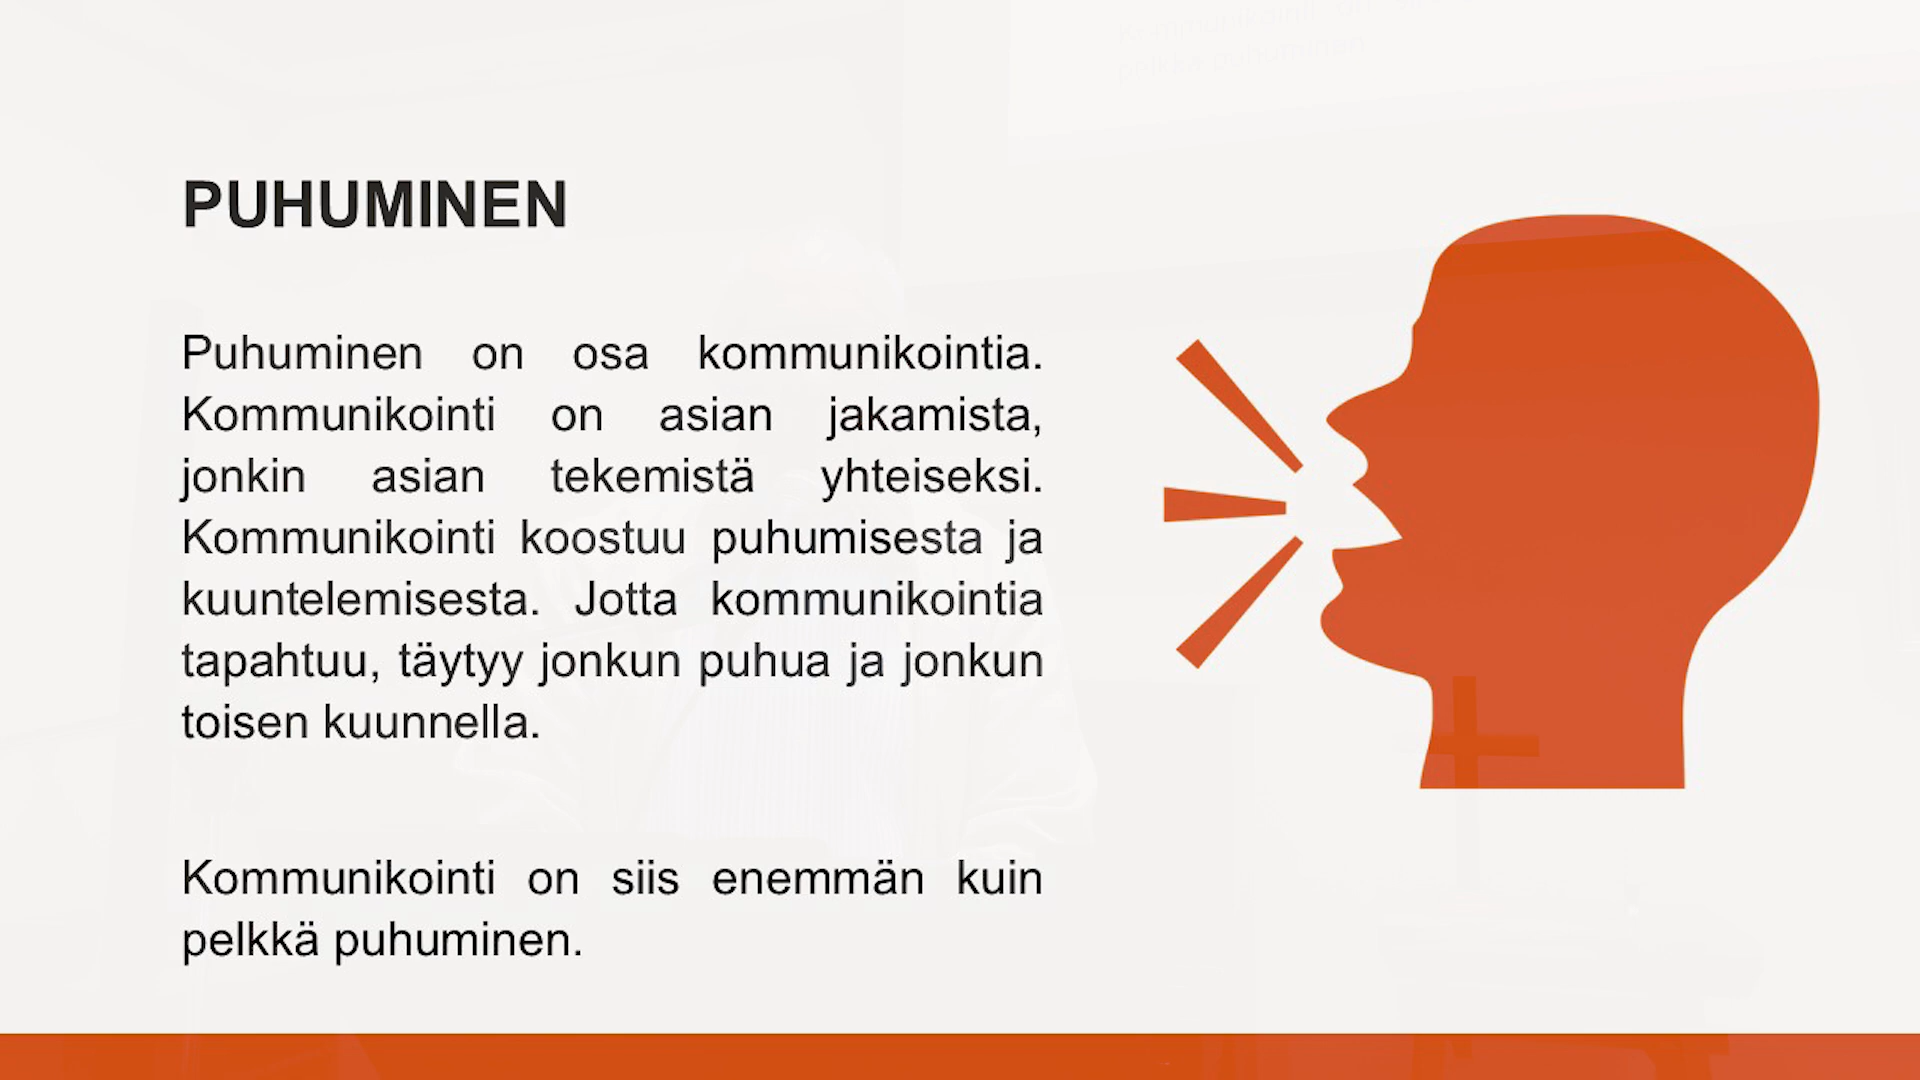 PUHUMINEN
Puhuminen on osa kommunikointia.
Kommunikointi on asian jakamista,
jonkin asian tekemistä yhteiseksi.
Kommunikointi koostuu puhumisesta ja
kuuntelemisesta. Jotta kommunikointia
tapahtuu, täytyy jonkun puhua ja jonkun
toisen kuunnella.
Kommunikointi on siis enemmän kuin
pelkkä puhuminen.